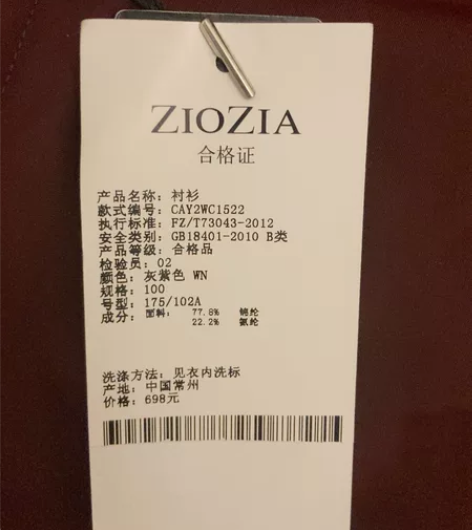 ZIOZIA
合格证
产品名称: 衬衫
款式编号: CAY2WC1522
执行标准: FZ/T73043-2012
安全类别: GB18401-2010 B类
产品等级: 合格品
检验员: 02
颜色: 灰紫色 WN
规格: 100
号型: 175/102A
成分: 面料: 77.8% 锦纶
22.2% 氨纶
洗涤方法: 见衣内洗标
产地: 中国常州
价格: 698元